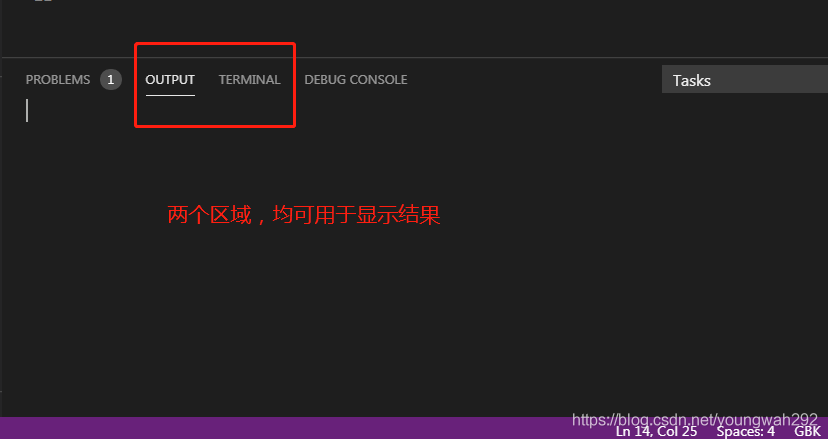 PROBLEMS 1 OUTPUT TERMINAL DEBUG CONSOLE Tasks
两个区域，均可用于显示结果
https://blog.csdn.net/youngwah292
Ln 14, Col 25 Spaces: 4 GBK